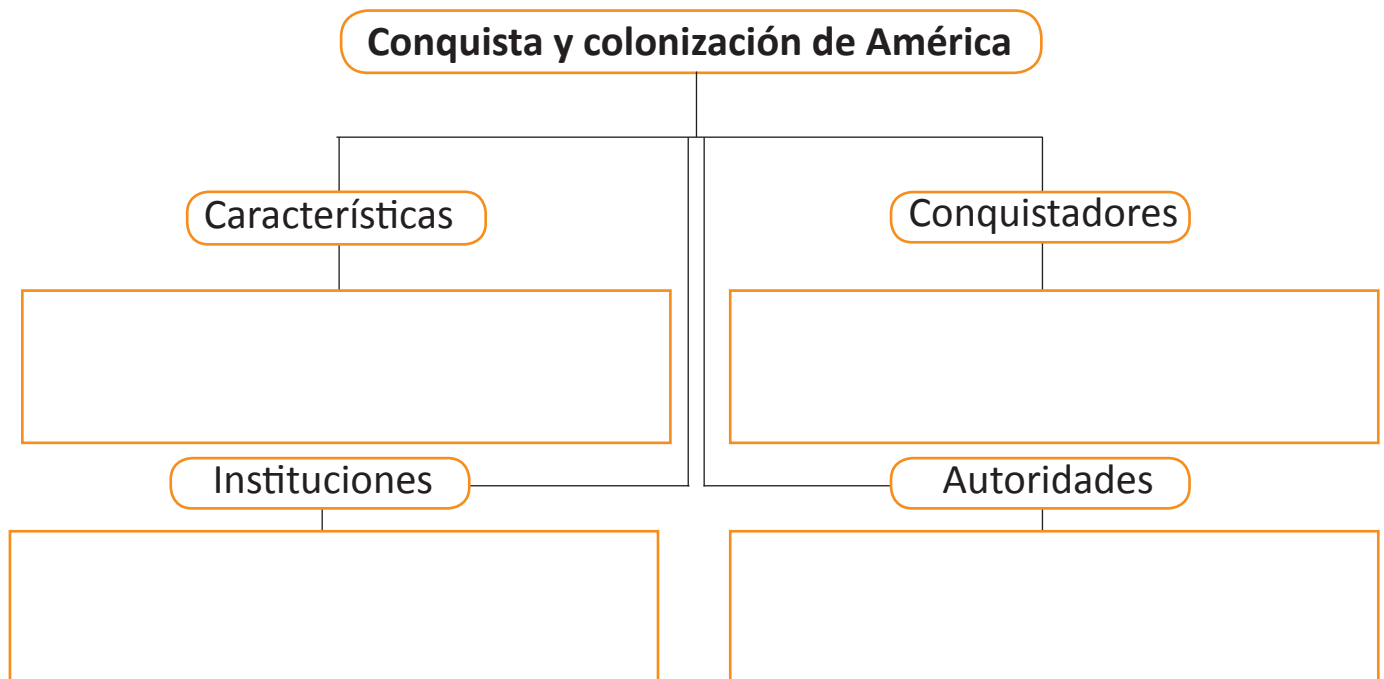 Conquista y colonización de América
Características
Conquistadores
Instituciones
Autoridades